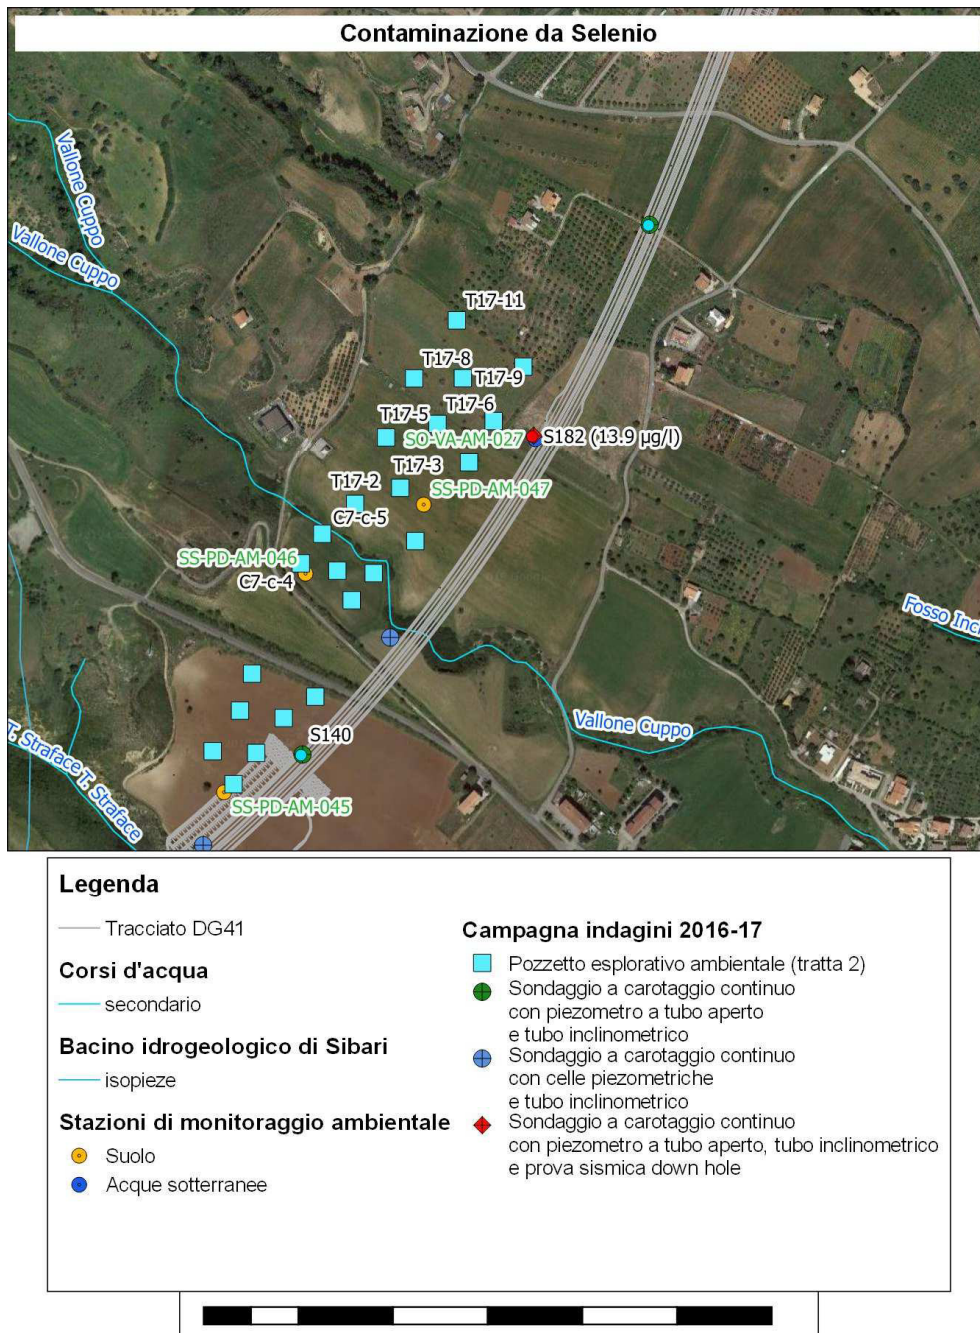 Contaminazione da Selenio
Vallone Cuppo
Vallone Cuppo
T17-11
T17-8
T17-9
T17-5
T17-6
SO-VA-AM-027
S182 (13.9 µg/l)
T17-3
T17-2
SS-PD-AM-047
C7-c-5
SS-PD-AM-046
C7-c-4
Fosso Inc
Vallone Cuppo
S140
T. Straface T. Straface
SS-PD-AM-045
Legenda
Tracciato DG41
Corsi d'acqua
secondario
Bacino idrogeologico di Sibari
isopieze
Stazioni di monitoraggio ambientale
Suolo
Acque sotterranee
Campagna indagini 2016-17
Pozzetto esplorativo ambientale (tratta 2)
Sondaggio a carotaggio continuo
con piezometro a tubo aperto
e tubo inclinometrico
Sondaggio a carotaggio continuo
con celle piezometriche
e tubo inclinometrico
Sondaggio a carotaggio continuo
con piezometro a tubo aperto, tubo inclinometrico
e prova sismica down hole